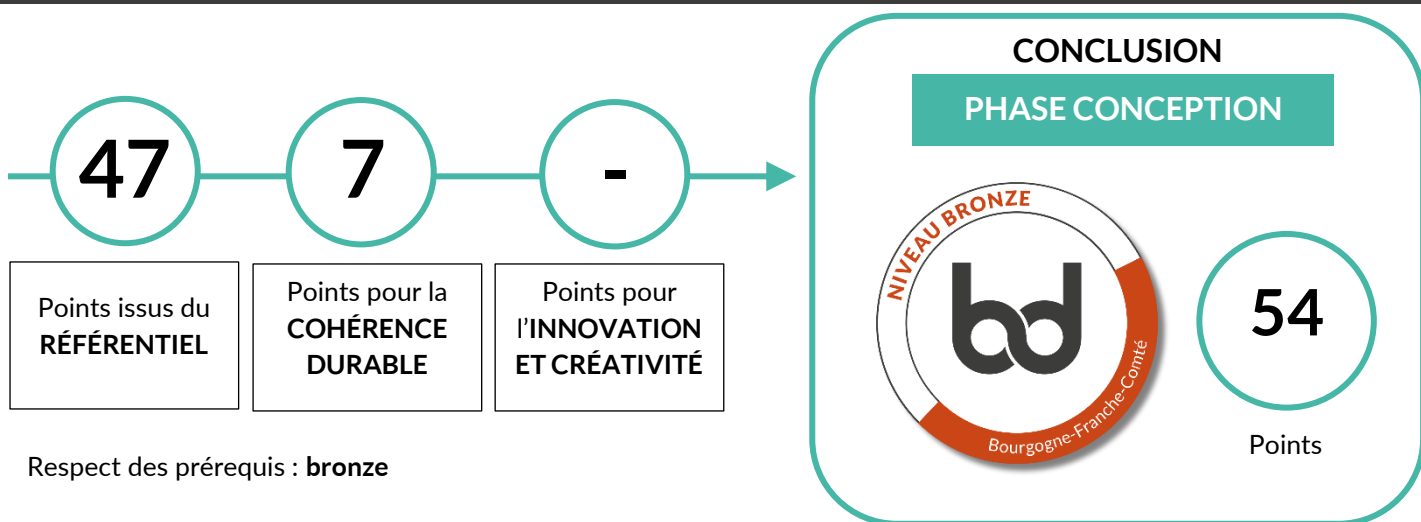 47
7
-
Points issus du
RÉFÉRENTIEL
Points pour la
COHÉRENCE
DURABLE
Points pour
l'INNOVATION
ET CRÉATIVITÉ
Respect des prérequis : bronze
CONCLUSION
PHASE CONCEPTION
NIVEAU BRONZE
bd
Bourgogne-Franche-Comté
54
Points